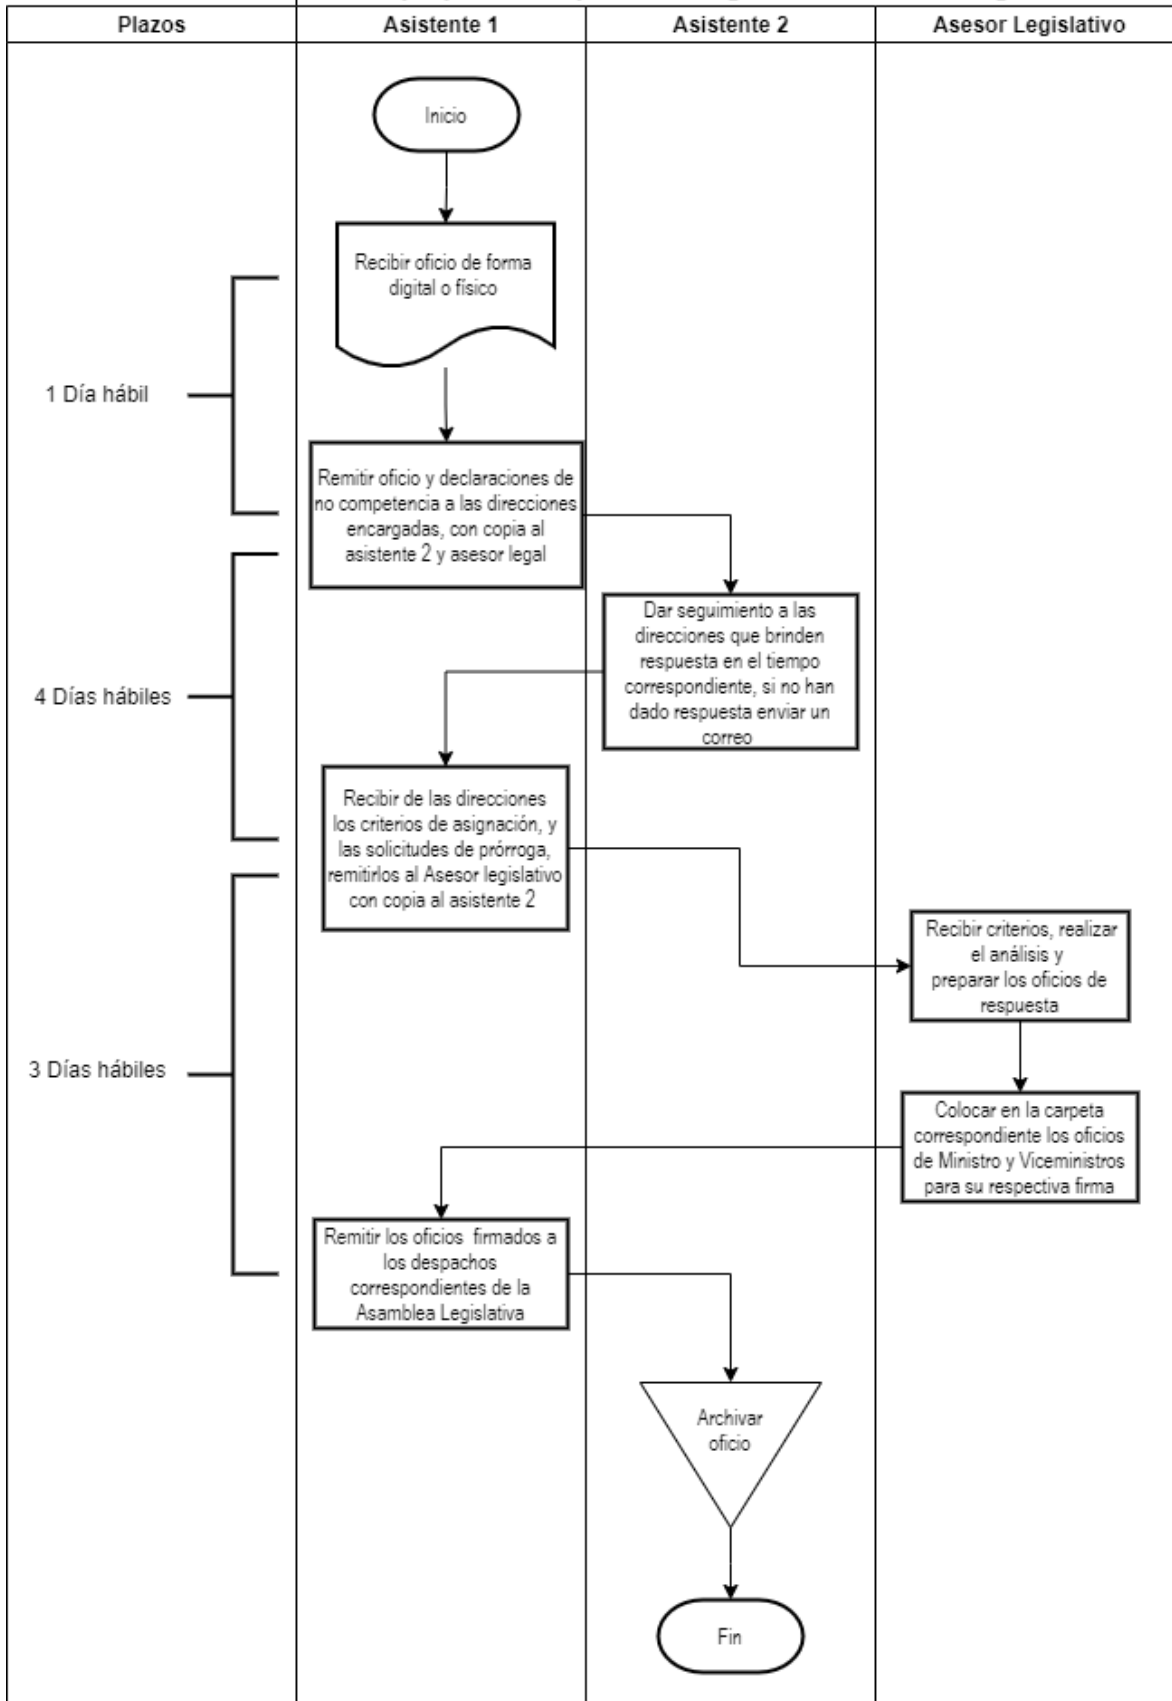 Plazos
Asistente 1
Asistente 2
Asesor Legislativo
Inicio
Recibir oficio de forma
digital o físico
1 Día hábil
Remitir oficio y declaraciones de
no competencia a las direcciones
encargadas, con copia al
asistente 2 y asesor legal
Dar seguimiento a las
direcciones que brinden
respuesta en el tiempo
correspondiente, si no han
dado respuesta enviar un
correo
4 Días hábiles
Recibir de las direcciones
los criterios de asignación, y
las solicitudes de prórroga,
remitirlos al Asesor legislativo
con copia al asistente 2
Recibir criterios, realizar
el análisis y
preparar los oficios de
respuesta
3 Días hábiles
Colocar en la carpeta
correspondiente los oficios
de Ministro y Viceministros
para su respectiva firma
Remitir los oficios firmados a
los despachos
correspondientes de la
Asamblea Legislativa
Archivar
oficio
Fin